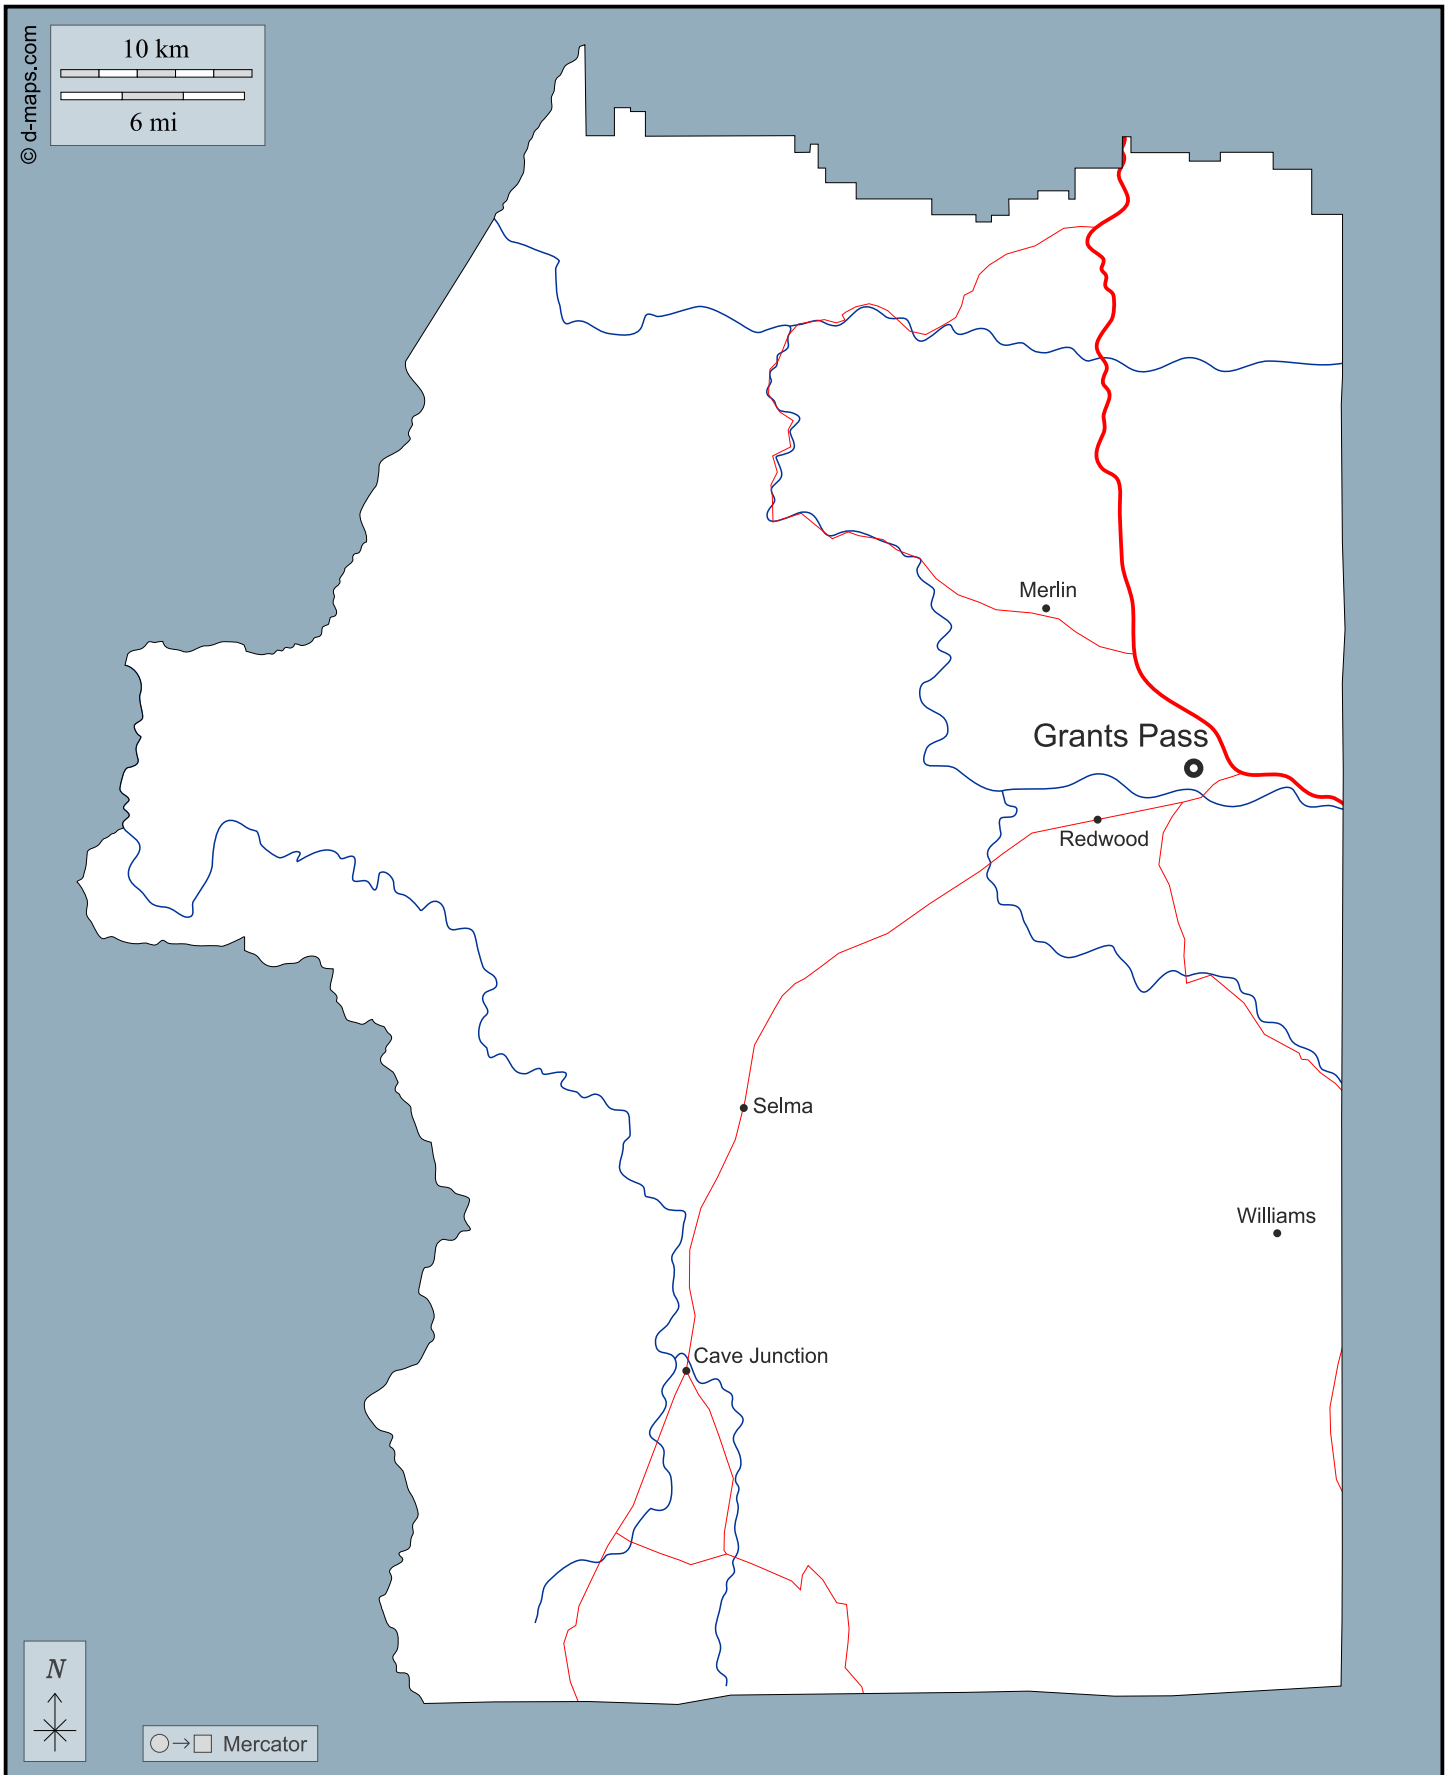 © d-maps.com
10 km
6 mi
Merlin
Grants Pass
Redwood
Selma
Williams
Cave Junction
N
Mercator